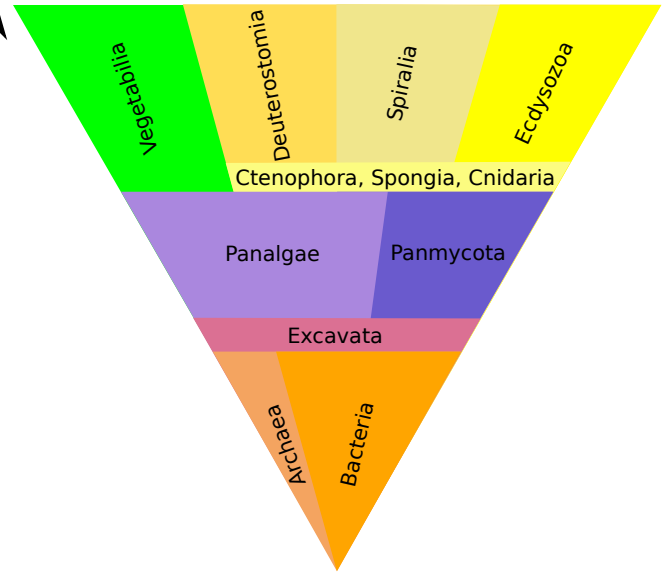 Vegetabilia
Deuterostomia
Spiralia
Ecdysozoa
Ctenophora, Spongia, Cnidaria
Panalgae
Panmycota
Excavata
Archaea
Bacteria